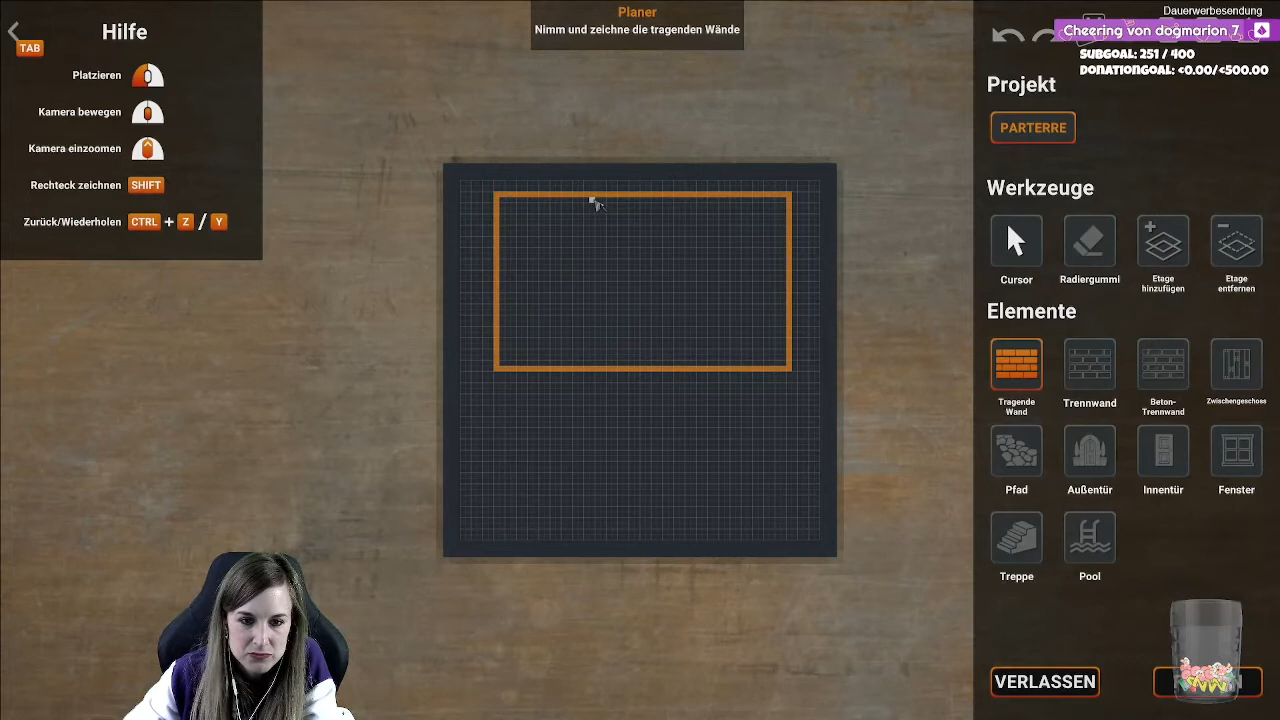 Hilfe
TAB
Platzieren
Kamera bewegen
Kamera einzoomen
Rechteck zeichnen SHIFT
Zurück/Wiederholen CTRL + Z / Y
Planer
Nimm und zeichne die tragenden Wände
Dauerwerbesendung
Cheering von dogmarion 7
SUBGOAL: 251 / 400
DONATIONGOAL: €0.00/€500.00
Projekt
PARTERRE
Werkzeuge
Cursor
Radiergummi
Etage
hinzufügen
Etage
entfernen
Elemente
Tragende
Wand
Trennwand
Beton-
Trennwand
Zwischengeschoss
Pfad
Außentür
Innentür
Fenster
Treppe
Pool
VERLASSEN